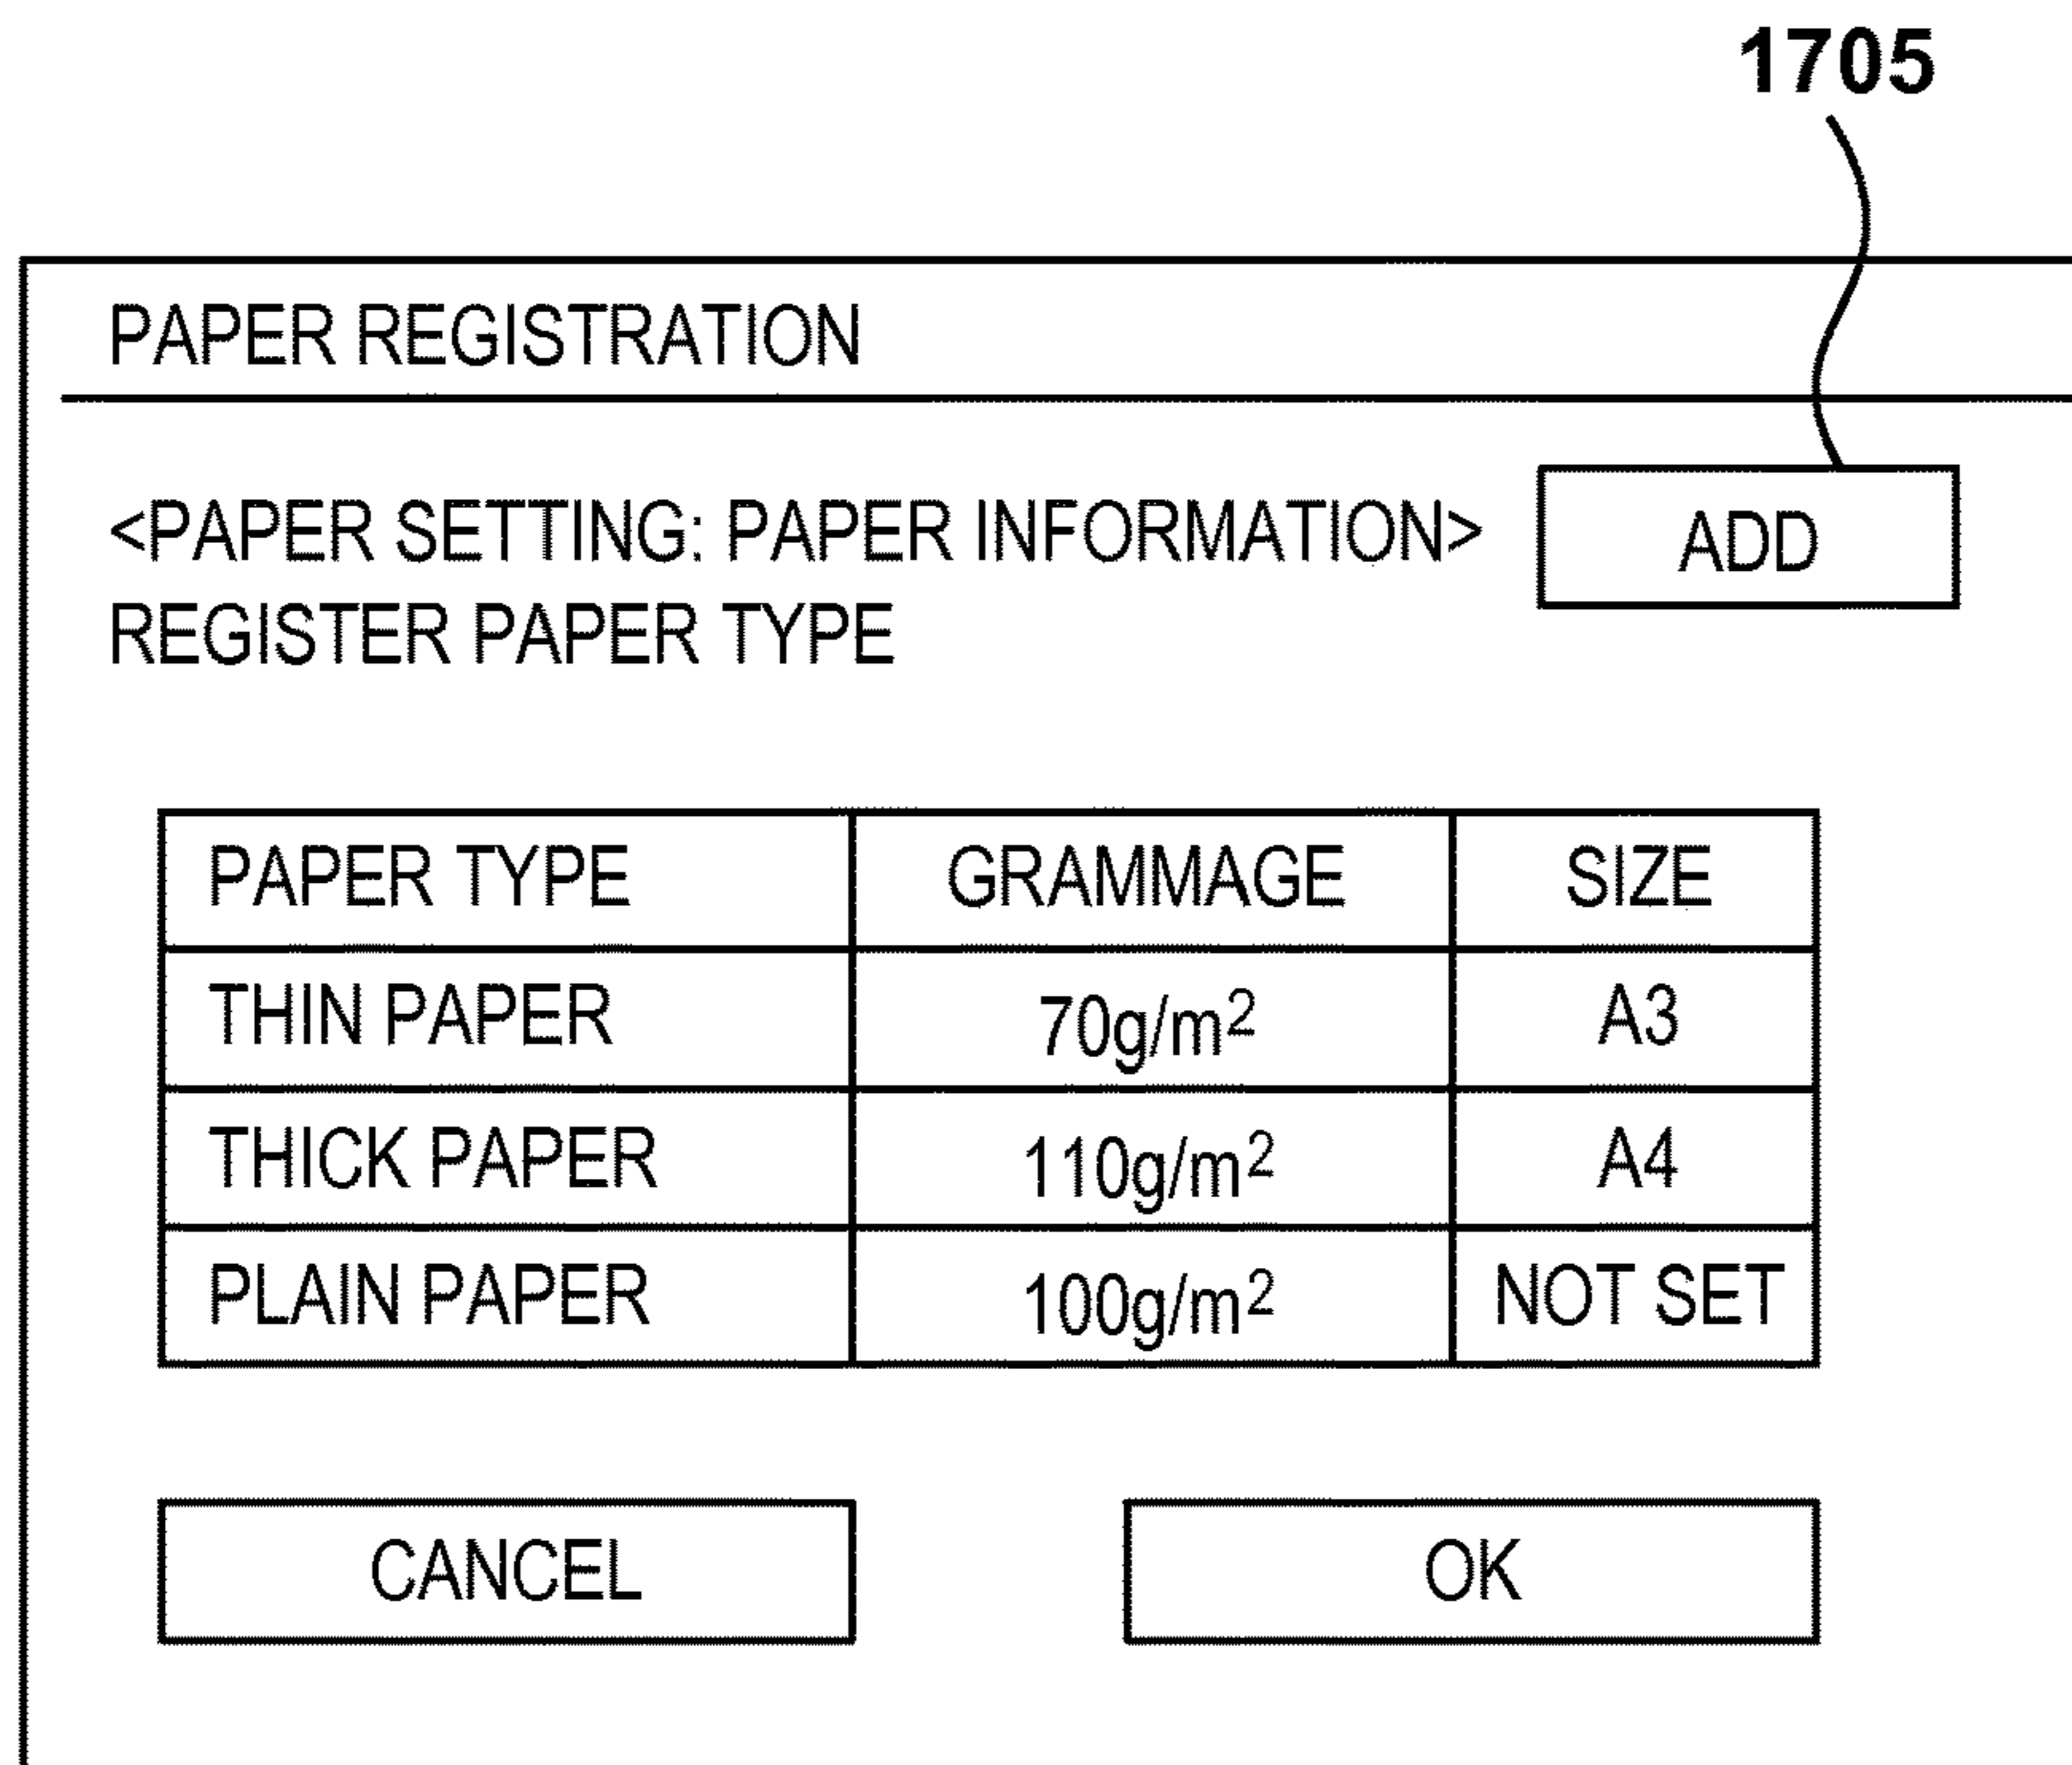 1705
PAPER REGISTRATION
<PAPER SETTING: PAPER INFORMATION> ADD
REGISTER PAPER TYPE
PAPER TYPE GRAMMAGE SIZE
THIN PAPER 70g/m² A3
THICK PAPER 110g/m² A4
PLAIN PAPER 100g/m² NOT SET
CANCEL OK